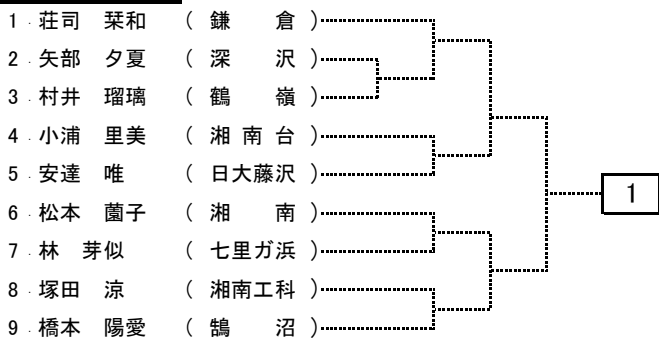 1 荘司 栞和 ( 鎌 倉 )
2 矢部 夕夏 ( 深 沢 )
3 村井 瑠璃 ( 鶴 嶺 )
4 小浦 里美 ( 湘 南 台 )
5 安達 唯 ( 日大藤沢 )
6 松本 薗子 ( 湘 南 )
7 林 芽似 ( 七里ガ浜 )
8 塚田 涼 ( 湘南工科 )
9 橋本 陽愛 ( 鵠 沼 )
1